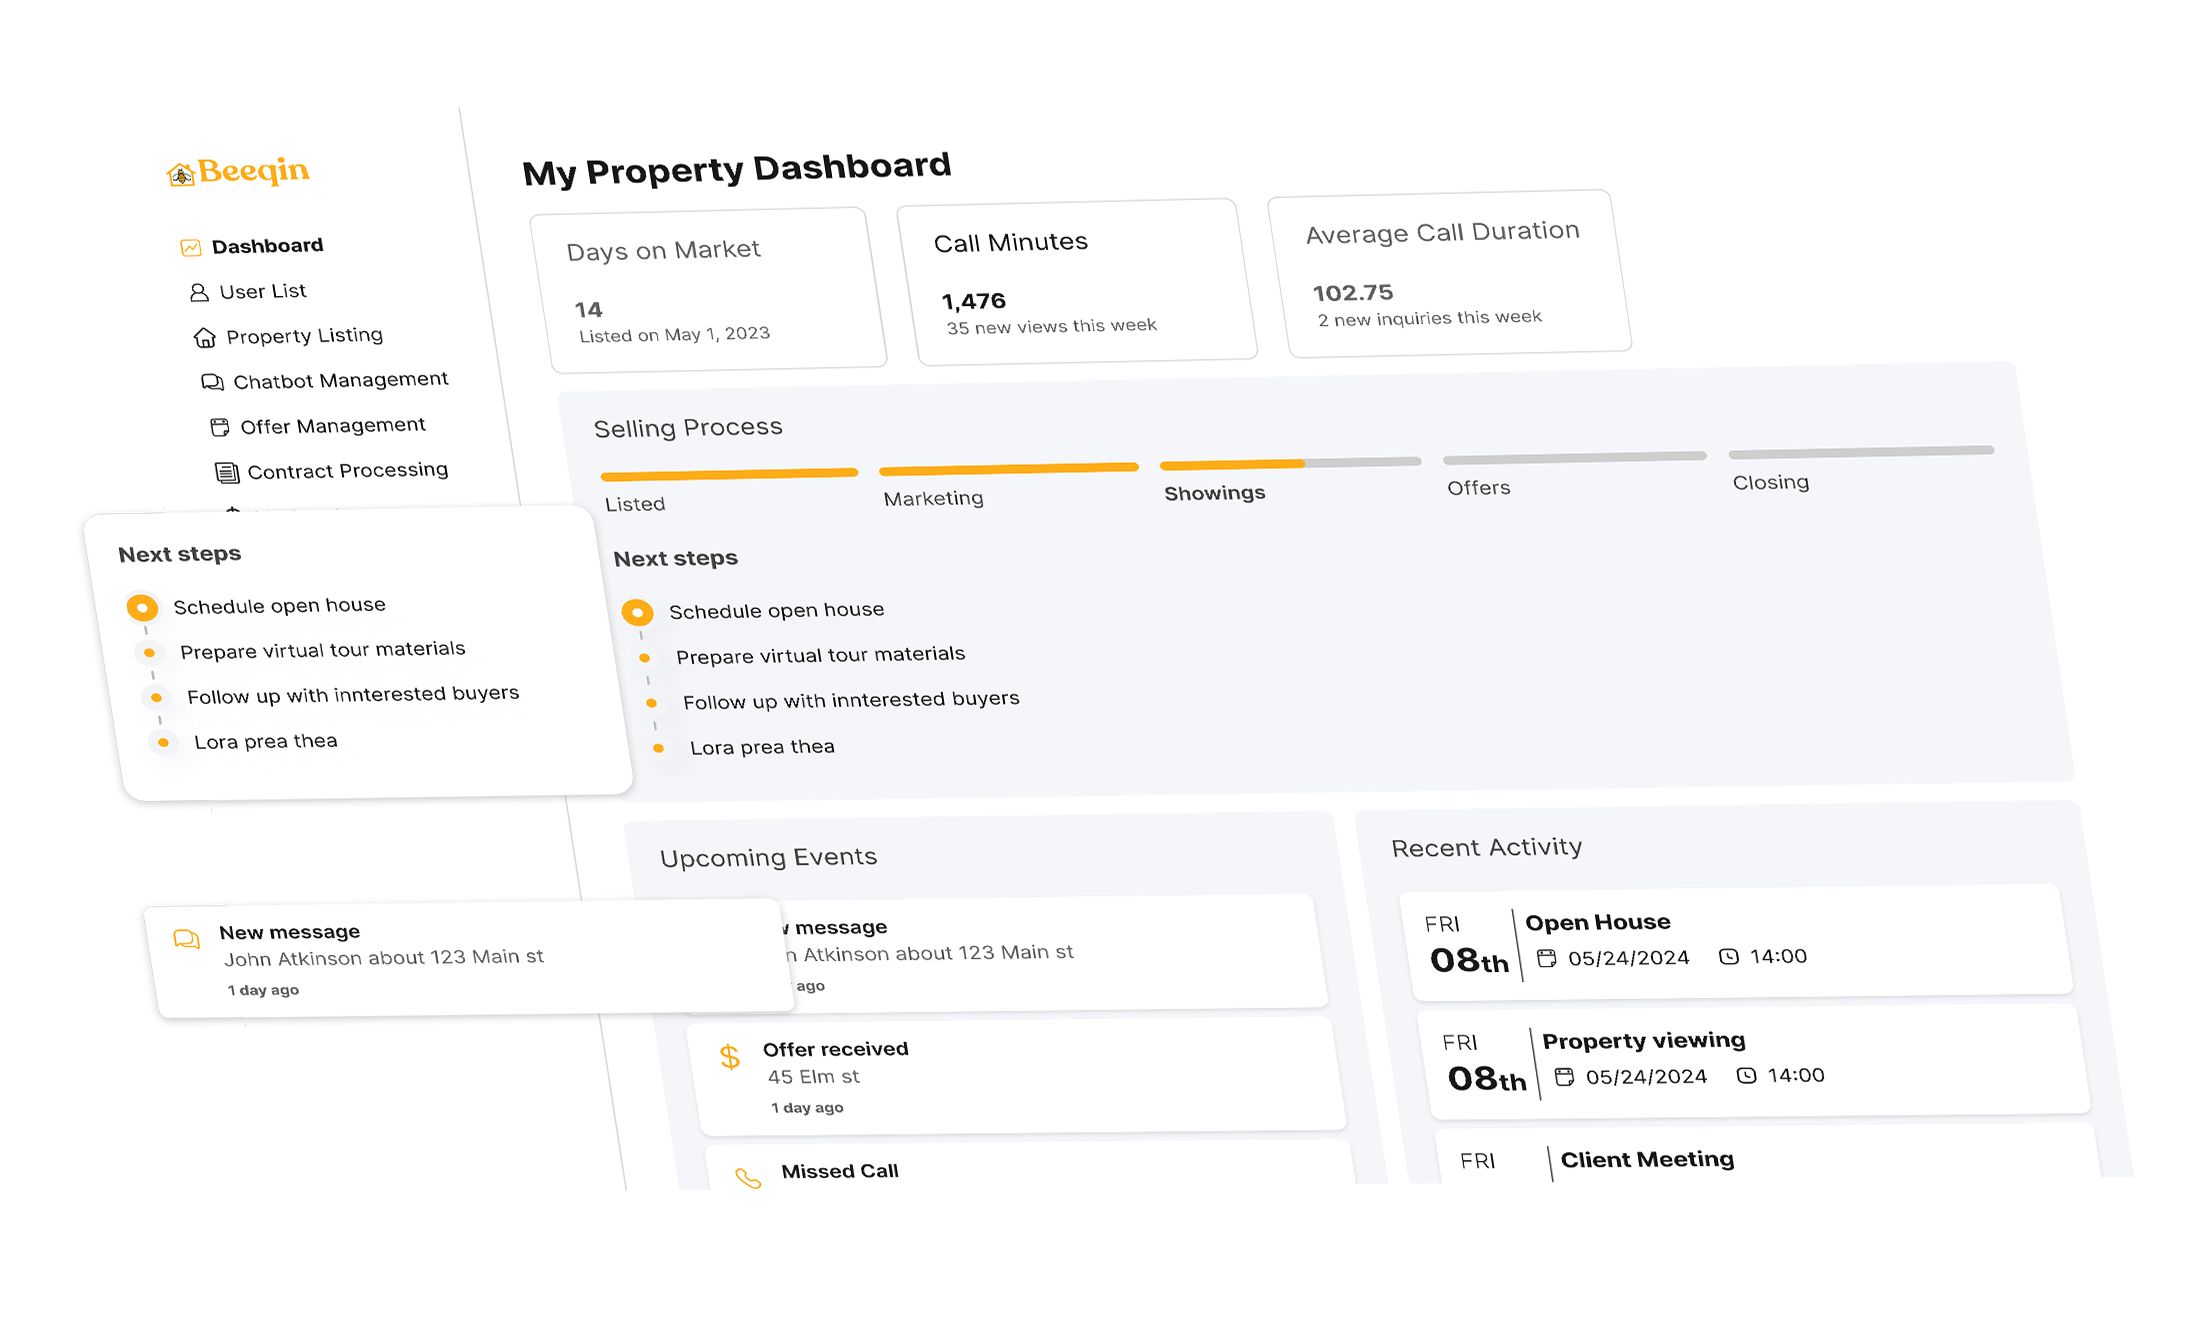 Beeqin
Dashboard
User List
Property Listing
Chatbot Management
Offer Management
Contract Processing
Next steps
Schedule open house
Prepare virtual tour materials
Follow up with innterested buyers
Lora prea thea
New message
John Atkinson about 123 Main st
1 day ago
My Property Dashboard
Days on Market
14
Listed on May 1, 2023
Call Minutes
1,476
35 new views this week
Average Call Duration
102.75
2 new inquiries this week
Selling Process
Listed
Marketing
Showings
Offers
Closing
Next steps
Schedule open house
Prepare virtual tour materials
Follow up with innterested buyers
Lora prea thea
Upcoming Events
message
Atkinson about 123 Main st
ago
Offer received
45 Elm st
1 day ago
Missed Call
Recent Activity
FRI
08th
Open House
05/24/2024 14:00
FRI
08th
Property viewing
05/24/2024 14:00
FRI
Client Meeting